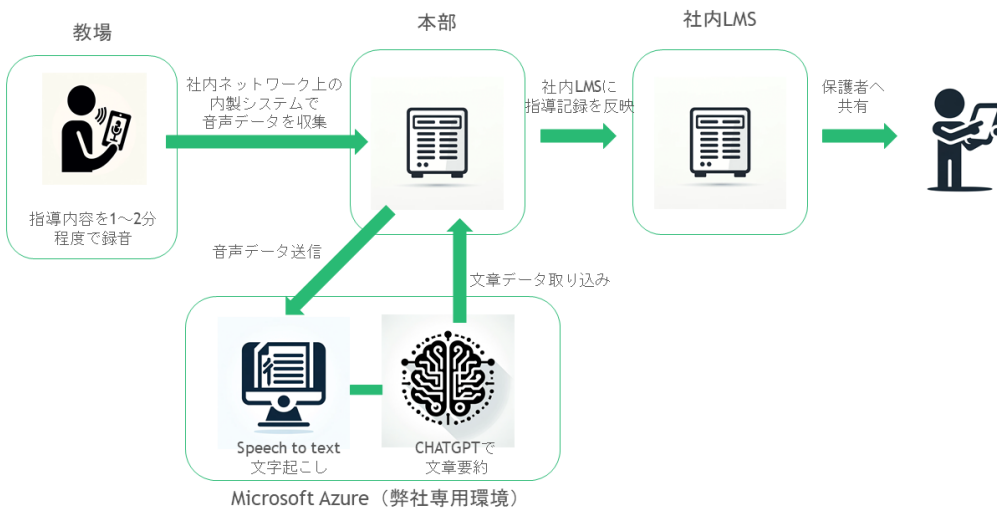 教場
本部
社内LMS
社内ネットワーク上の
内製システムで
音声データを収集
社内LMSに
指導記録を反映
保護者へ
共有
指導内容を1～2分
程度で録音
音声データ送信
文章データ取り込み
Speech to text
文字起こし
CHATGPTで
文章要約
Microsoft Azure（弊社専用環境）